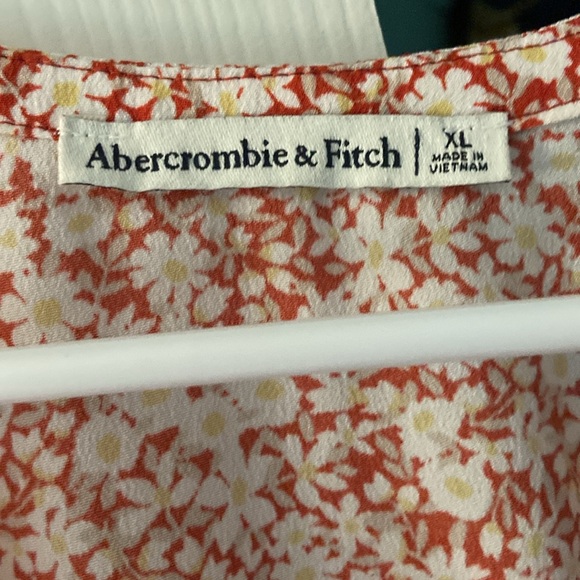 Abercrombie & Fitch | XL
MADE IN
VIETNAM